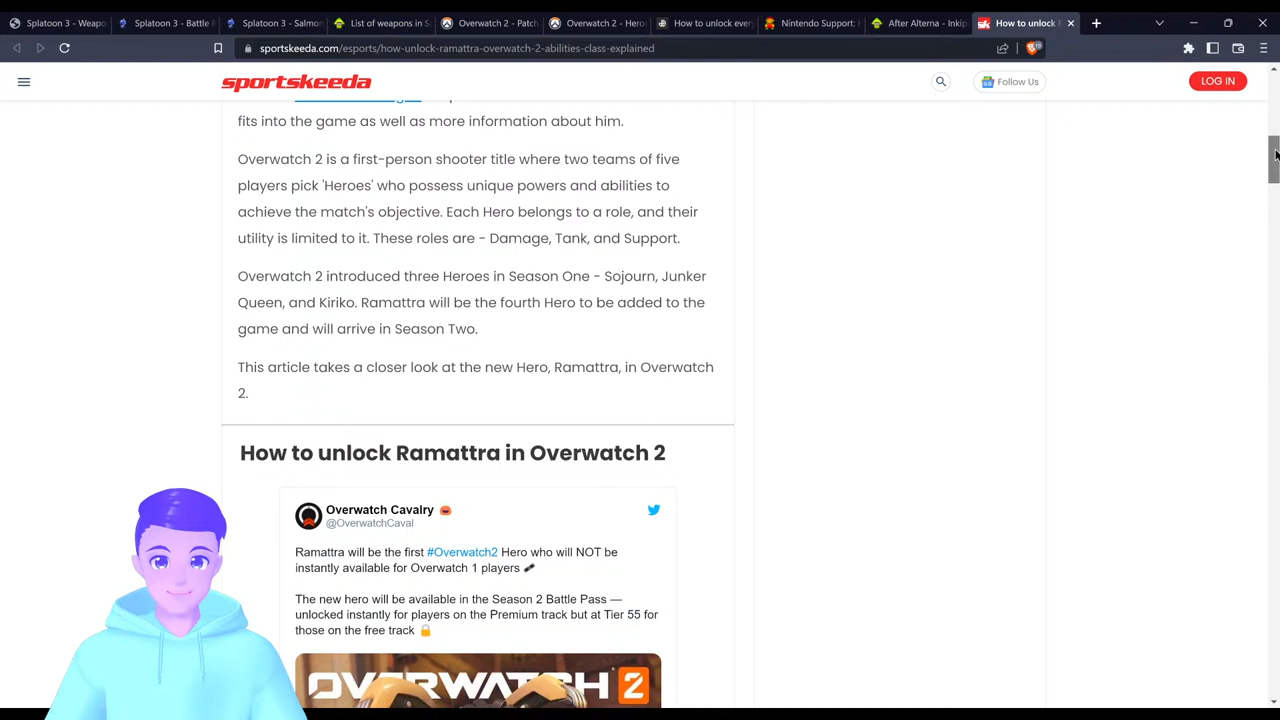 Splatoon 3 - Weapo
Splatoon 3 - Battle P
Splatoon 3 - Salmon
List of weapons in S
Overwatch 2 - Patch
Overwatch 2 - Heroe
How to unlock every
Nintendo Support: H
After Alterna - Inkip
How to unlock R
sportskeeda.com/esports/how-unlock-ramattra-overwatch-2-abilities-class-explained
sportskeeda
Follow Us
LOG IN
fits into the game as well as more information about him.
Overwatch 2 is a first-person shooter title where two teams of five
players pick 'Heroes' who possess unique powers and abilities to
achieve the match's objective. Each Hero belongs to a role, and their
utility is limited to it. These roles are - Damage, Tank, and Support.
Overwatch 2 introduced three Heroes in Season One - Sojourn, Junker
Queen, and Kiriko. Ramattra will be the fourth Hero to be added to the
game and will arrive in Season Two.
This article takes a closer look at the new Hero, Ramattra, in Overwatch
2.
How to unlock Ramattra in Overwatch 2
Overwatch Cavalry
@OverwatchCaval
Ramattra will be the first #Overwatch2 Hero who will NOT be
instantly available for Overwatch 1 players
The new hero will be available in the Season 2 Battle Pass —
unlocked instantly for players on the Premium track but at Tier 55 for
those on the free track
OVERWATCH 2